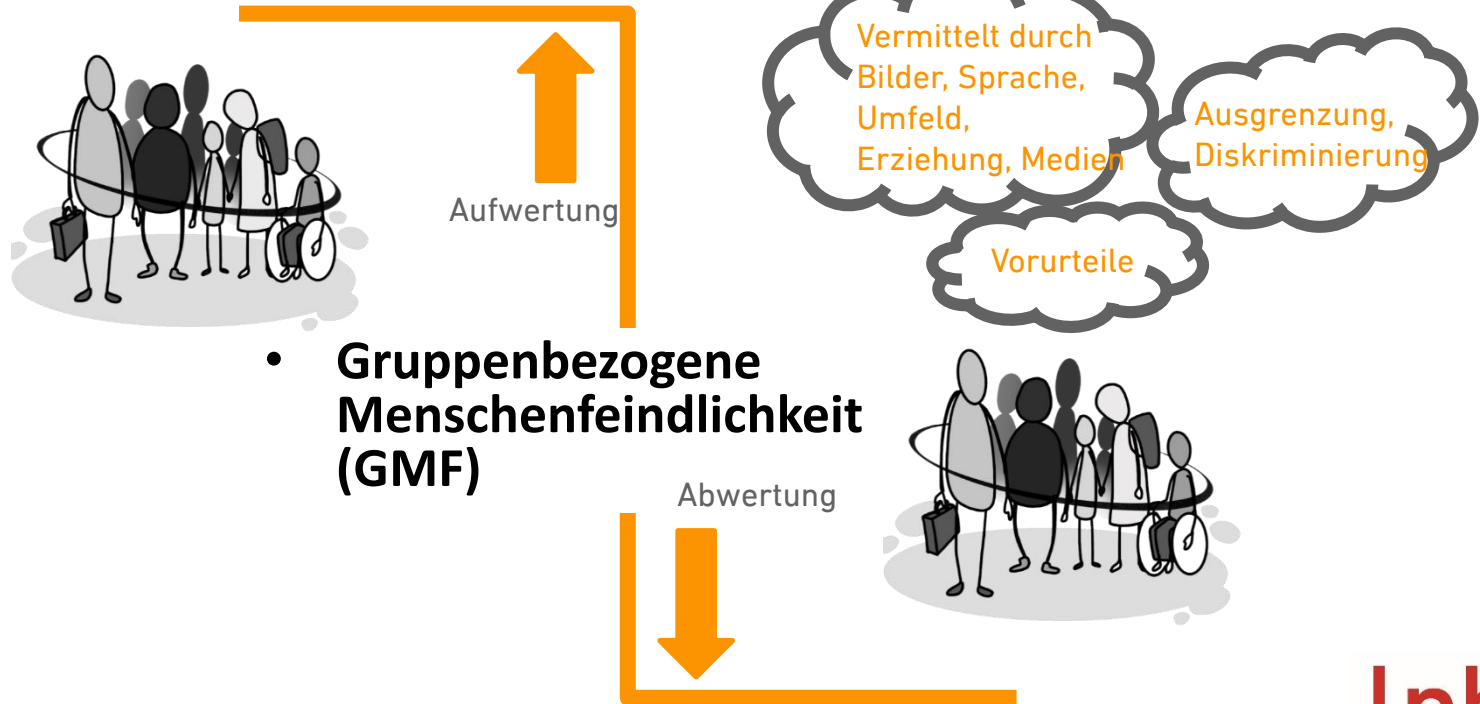 Vermittelt durch
Bilder, Sprache,
Umfeld,
Erziehung, Medien
Ausgrenzung,
Diskriminierung
Aufwertung
Vorurteile
• Gruppenbezogene
Menschenfeindlichkeit
(GMF)
Abwertung